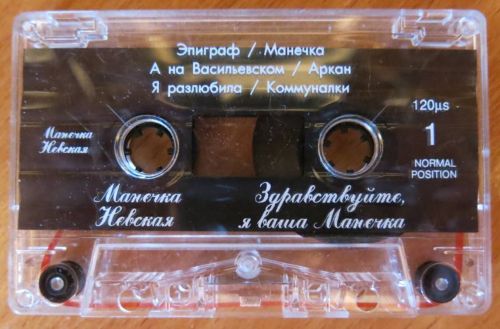 Эпиграф / Манечка
А на Васильевском / Аркан
Я разлюбила / Коммуналки
120µs
1
NORMAL
POSITION
Манечка
Невская
Манечка
Невская
Здравствуйте,
я ваша Манечка